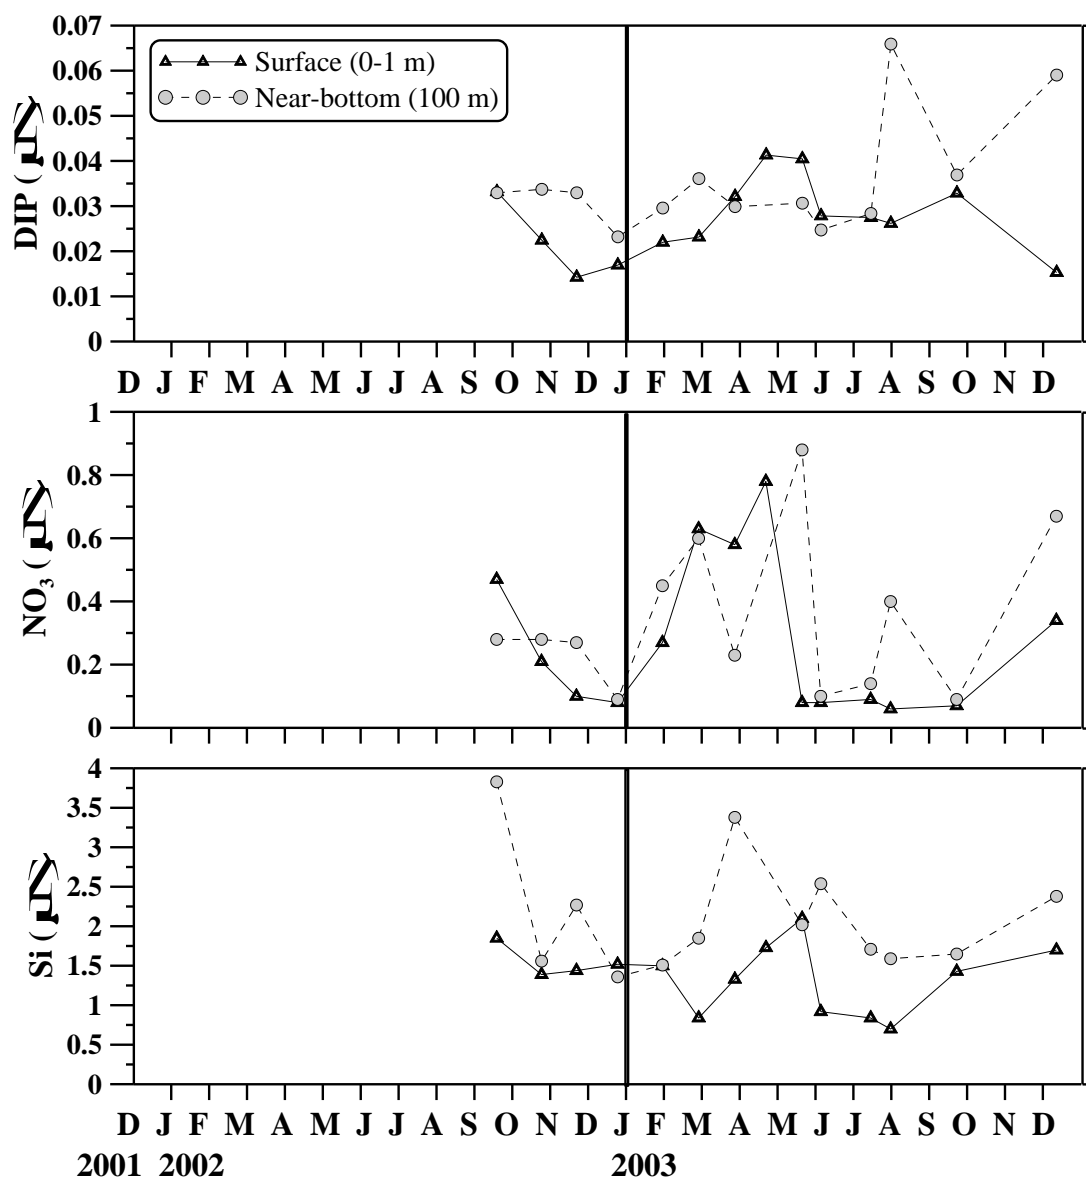 0.07
0.06
0.05
0.04
0.03
0.02
0.01
0
DIP (
Surface (0-1 m)
Near-bottom (100 m)
D J F M A M J J A S O N D J F M A M J J A S O N D
1
0.8
0.6
0.4
0.2
0
NO₃ (
4
3.5
3
2.5
2
1.5
1
0.5
0
Si (
D J F M A M J J A S O N D J F M A M J J A S O N D
2001 2002 2003